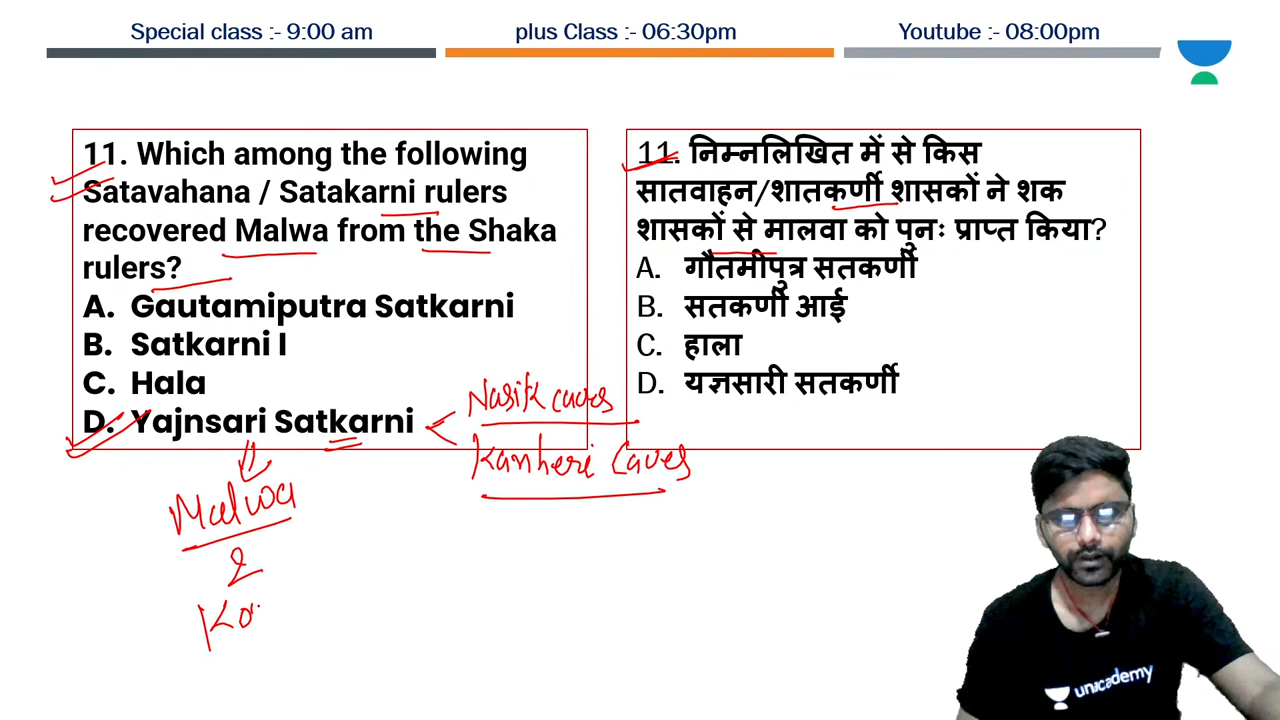 Special class :- 9:00 am
plus Class :- 06:30pm
Youtube :- 08:00pm
11. Which among the following
Satavahana / Satakarni rulers
recovered Malwa from the Shaka
rulers?
A. Gautamiputra Satkarni
B. Satkarni I
C. Hala
D. Yajnsari Satkarni
Nasik caves
Kanheri Caves
Malwa
&
Ko
11. निम्नलिखित में से किस
सातवाहन/शातकर्णी शासकों ने शक
शासकों से मालवा को पुनः प्राप्त किया?
A. गौतमीपुत्र सतकर्णी
B. सतकर्णी आई
C. हाला
D. यज्ञसारी सतकर्णी
unacademy